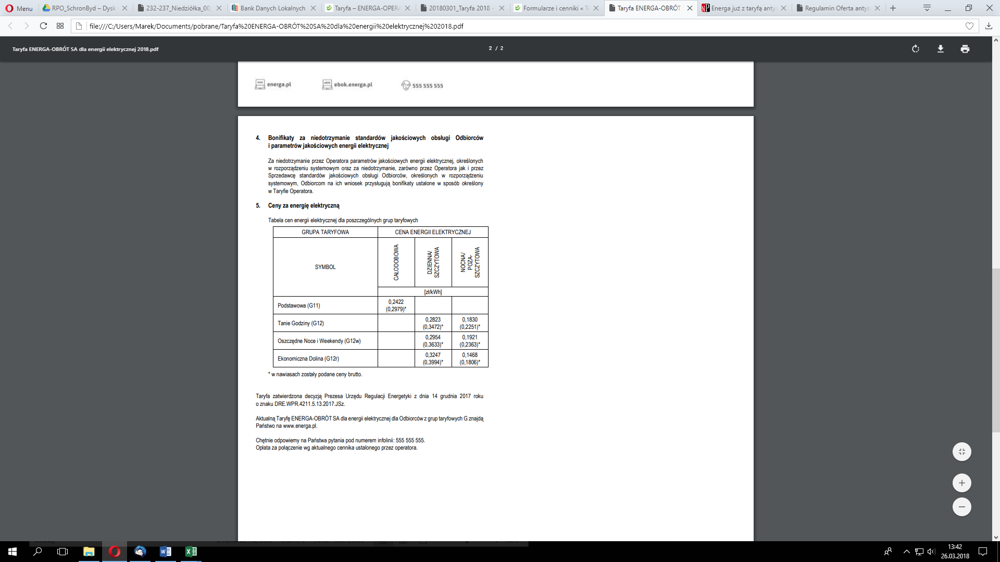 Menu
RPO_SchronByd – Dysk
232-237_Niedziółka_00_
Bank Danych Lokalnych
Taryfa – ENERGA-OPERA
20180301_Taryfa 2018 -
Formularze i cenniki «
Taryfa ENERGA-OBRÓT
Energa już z taryfą antys
Regulamin Oferta antys
file:///C:/Users/Marek/Documents/pobrane/Taryfa%20ENERGA-OBRÓT%20SA%20dla%20energii%20elektrycznej%202018.pdf
Taryfa ENERGA-OBRÓT SA dla energii elektrycznej 2018.pdf
2 / 2
energa.pl
ebok.energa.pl
555 555 555
4. Bonifikaty za niedotrzymanie standardów jakościowych obsługi Odbiorców
i parametrów jakościowych energii elektrycznej
Za niedotrzymanie przez Operatora parametrów jakościowych energii elektrycznej, określonych
w rozporządzeniu systemowym oraz za niedotrzymanie, zarówno przez Operatora jak i przez
Sprzedawcę standardów jakościowych obsługi Odbiorców, określonych w rozporządzeniu
systemowym, Odbiorcom na ich wniosek przysługują bonifikaty ustalone w sposób określony
w Taryfie Operatora.
5. Ceny za energię elektryczną
Tabela cen energii elektrycznej dla poszczególnych grup taryfowych
GRUPA TARYFOWA CENA ENERGII ELEKTRYCZNEJ
SYMBOL
CAŁODOBOWA
DZIENNA/
SZCZYTOWA
NOCNA/
POZA-
SZCZYTOWA
[zł/kWh]
Podstawowa (G11)
0,2422
(0,2979)*
Tanie Godziny (G12)
0,2823 0,1830
(0,3472)* (0,2251)*
Oszczędne Noce i Weekendy (G12w)
0,2954 0,1921
(0,3633)* (0,2363)*
Ekonomiczna Dolina (G12r)
0,3247 0,1468
(0,3994)* (0,1806)*
* w nawiasach zostały podane ceny brutto.
Taryfa zatwierdzona decyzją Prezesa Urzędu Regulacji Energetyki z dnia 14 grudnia 2017 roku
o znaku DRE.WPR.4211.5.13.2017.JSz.
Aktualną Taryfę ENERGA-OBRÓT SA dla energii elektrycznej dla Odbiorców z grup taryfowych G znajdą
Państwo na www.energa.pl.
Chętnie odpowiemy na Państwa pytania pod numerem infolinii: 555 555 555.
Opłata za połączenie wg aktualnego cennika ustalonego przez operatora.
13:42
26.03.2018